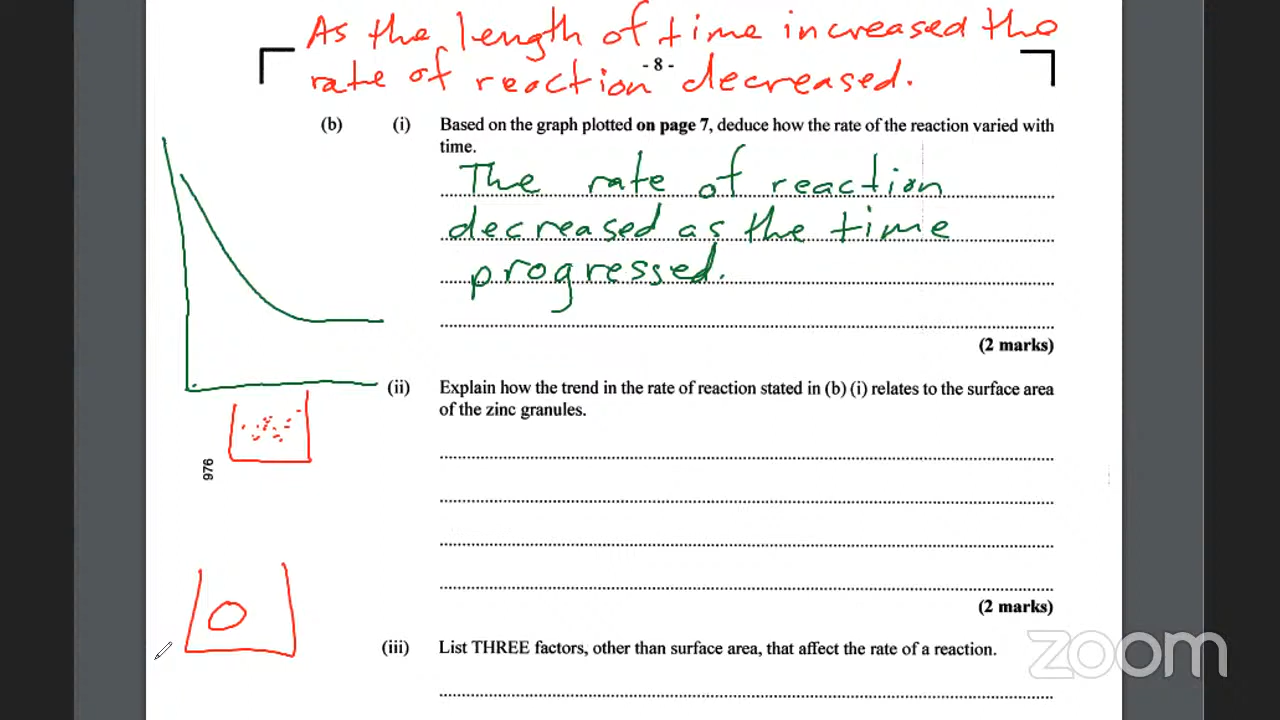 As the length of time increased the
- 8 -
rate of reaction decreased.
(b) (i) Based on the graph plotted on page 7, deduce how the rate of the reaction varied with
time.
The rate of reaction
decreased as the time
progressed.
(2 marks)
(ii) Explain how the trend in the rate of reaction stated in (b) (i) relates to the surface area
of the zinc granules.
976
(2 marks)
(iii) List THREE factors, other than surface area, that affect the rate of a reaction.
zoom